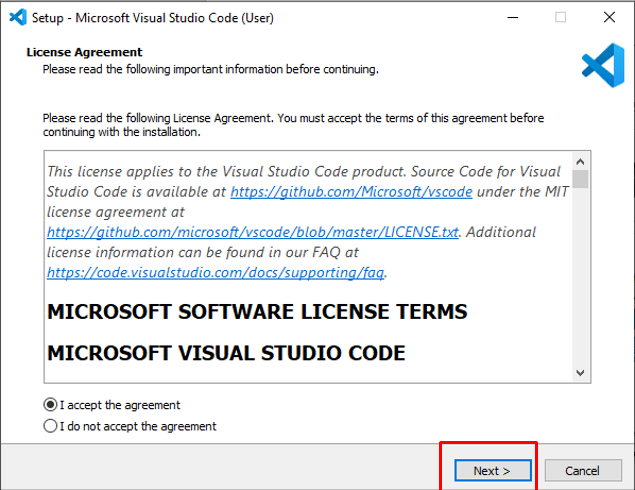 Setup - Microsoft Visual Studio Code (User)
License Agreement
Please read the following important information before continuing.
Please read the following License Agreement. You must accept the terms of this agreement before
continuing with the installation.
This license applies to the Visual Studio Code product. Source Code for Visual
Studio Code is available at https://github.com/Microsoft/vscode under the MIT
license agreement at
https://github.com/microsoft/vscode/blob/master/LICENSE.txt. Additional
license information can be found in our FAQ at
https://code.visualstudio.com/docs/supporting/faq.
MICROSOFT SOFTWARE LICENSE TERMS
MICROSOFT VISUAL STUDIO CODE
I accept the agreement
I do not accept the agreement
Next >
Cancel